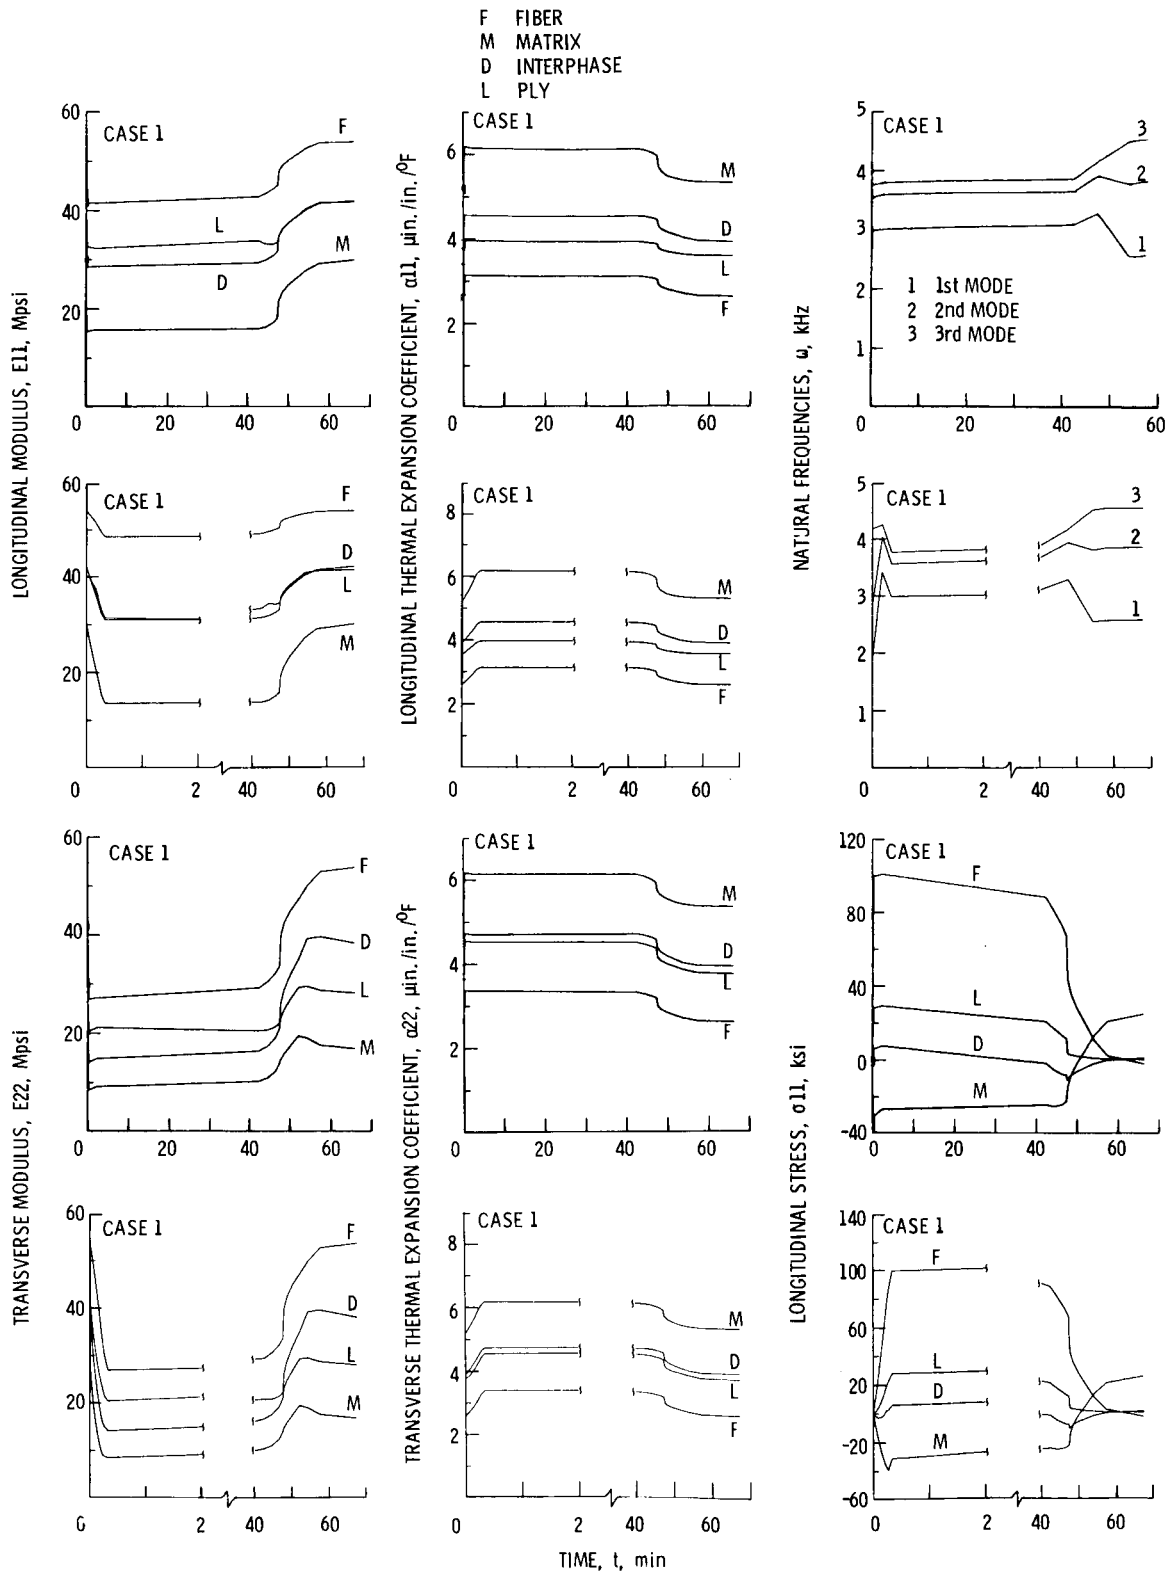 F FIBER
M MATRIX
D INTERPHASE
L PLY
LONGITUDINAL MODULUS, E11, Mpsi
60
40
20
0
CASE 1
F
L
M
D
0 20 40 60
60
40
20
CASE 1
F
D
L
M
0 2 40 60
LONGITUDINAL THERMAL EXPANSION COEFFICIENT, α11, μin./in./°F
6
4
2
CASE 1
M
D
L
F
0 20 40 60
8
6
4
2
CASE 1
M
D
L
F
0 2 40 60
NATURAL FREQUENCIES, ω, kHz
5
4
3
2
1
CASE 1
3
2
1
1 1st MODE
2 2nd MODE
3 3rd MODE
0 20 40 60
5
4
3
2
1
CASE 1
3
2
1
0 2 40 60
TRANSVERSE MODULUS, E22, Mpsi
60
40
20
CASE 1
F
D
L
M
0 20 40 60
60
40
20
CASE 1
F
D
L
M
0 2 40 60
TRANSVERSE THERMAL EXPANSION COEFFICIENT, α22, μin./in./°F
6
4
2
CASE 1
M
D
L
F
0 20 40 60
8
6
4
2
CASE 1
M
D
L
F
0 2 40 60
LONGITUDINAL STRESS, σ11, ksi
120
80
40
0
-40
CASE 1
F
L
D
M
0 20 40 60
140
100
60
20
-20
-60
CASE 1
F
L
D
M
0 2 40 60
TIME, t, min